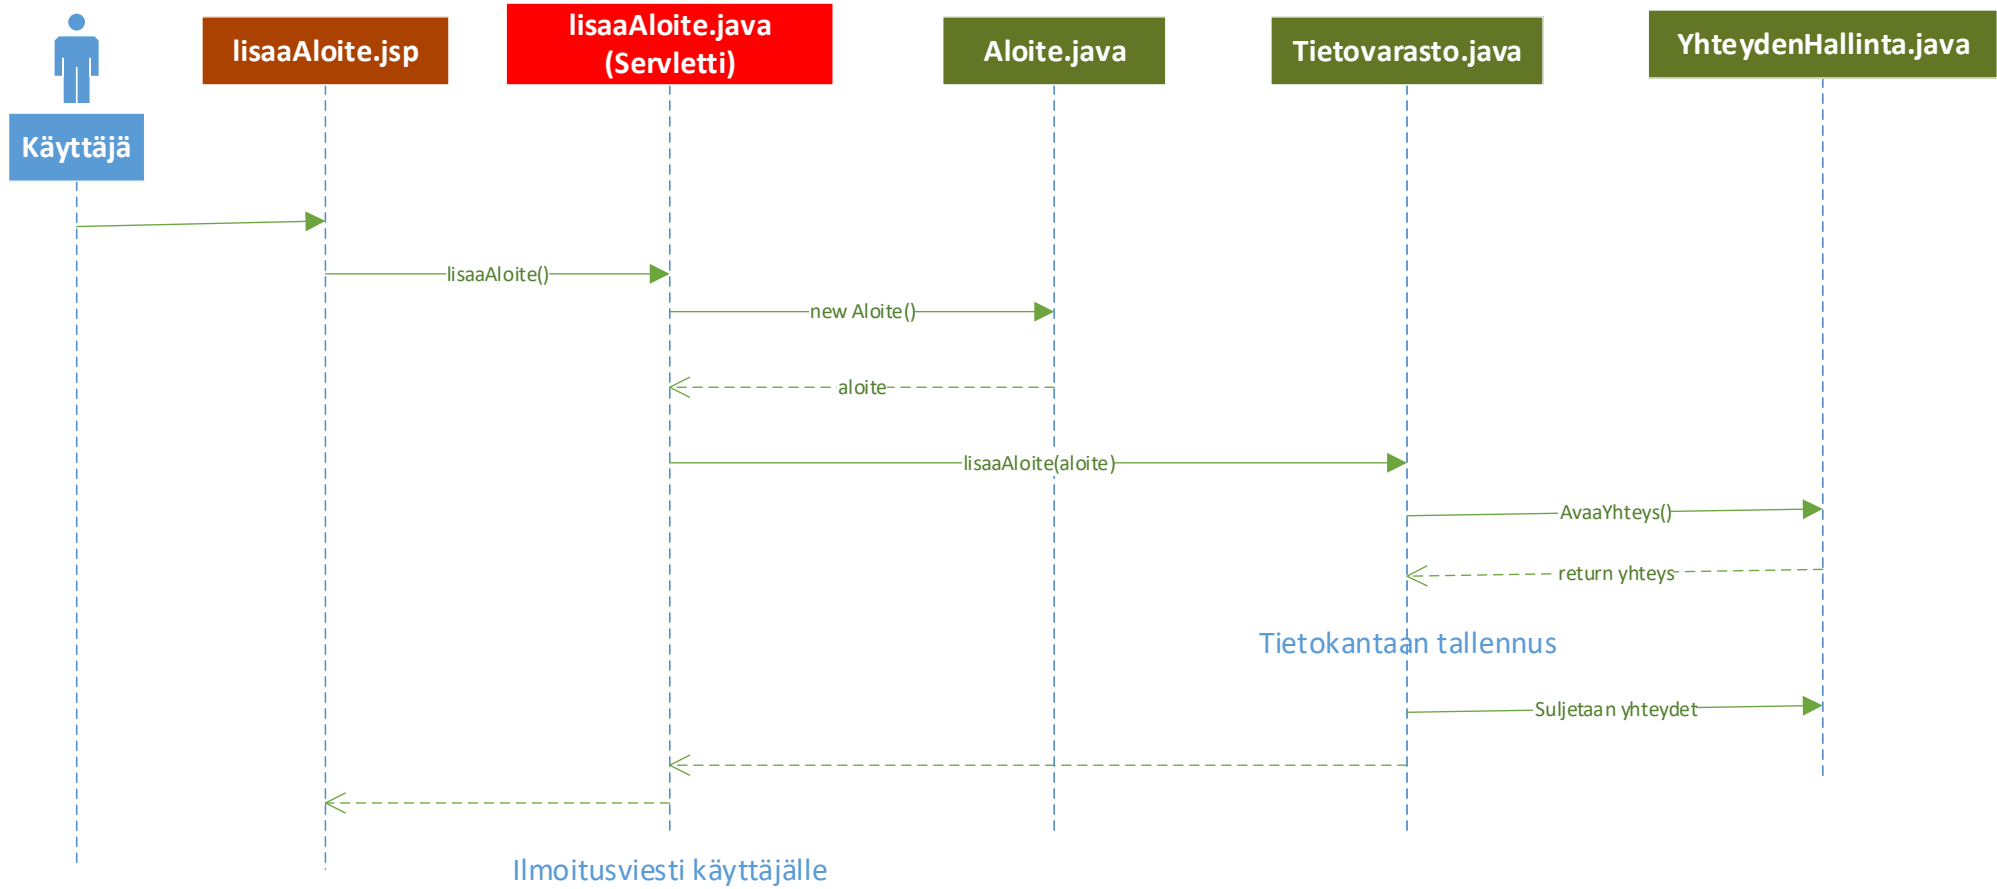 lisaaAloite.jsp
lisaaAloite.java
(Servletti)
Aloite.java
Tietovarasto.java
YhteydenHallinta.java
Käyttäjä
lisaaAloite()
new Aloite()
aloite
lisaaAloite(aloite)
AvaaYhteys()
return yhteys
Tietokantaan tallennus
Suljetaan yhteydet
Ilmoitusviesti käyttäjälle